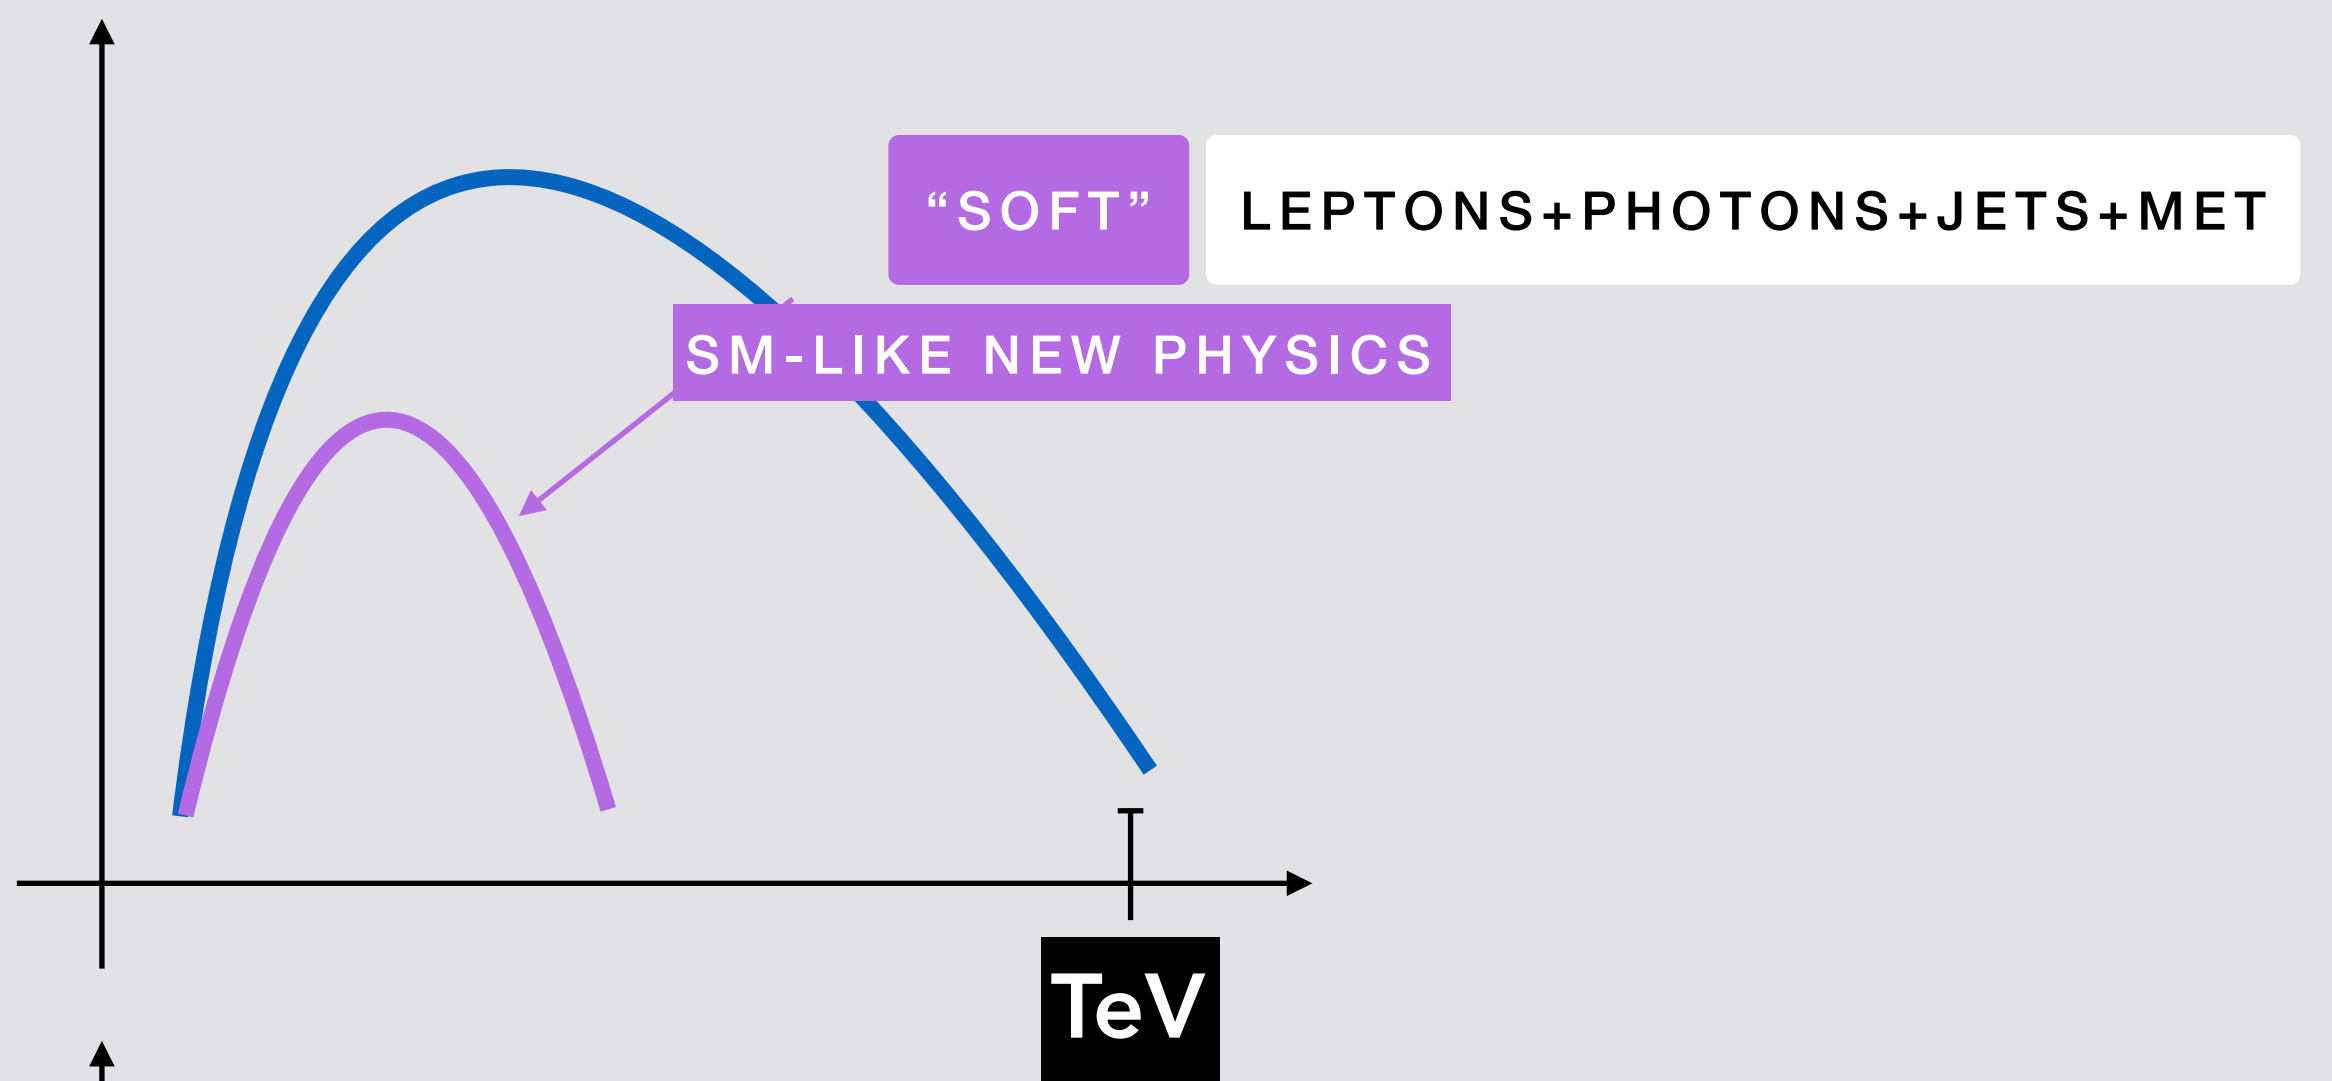 “SOFT” LEPTONS+PHOTONS+JETS+MET
SM-LIKE NEW PHYSICS
TeV